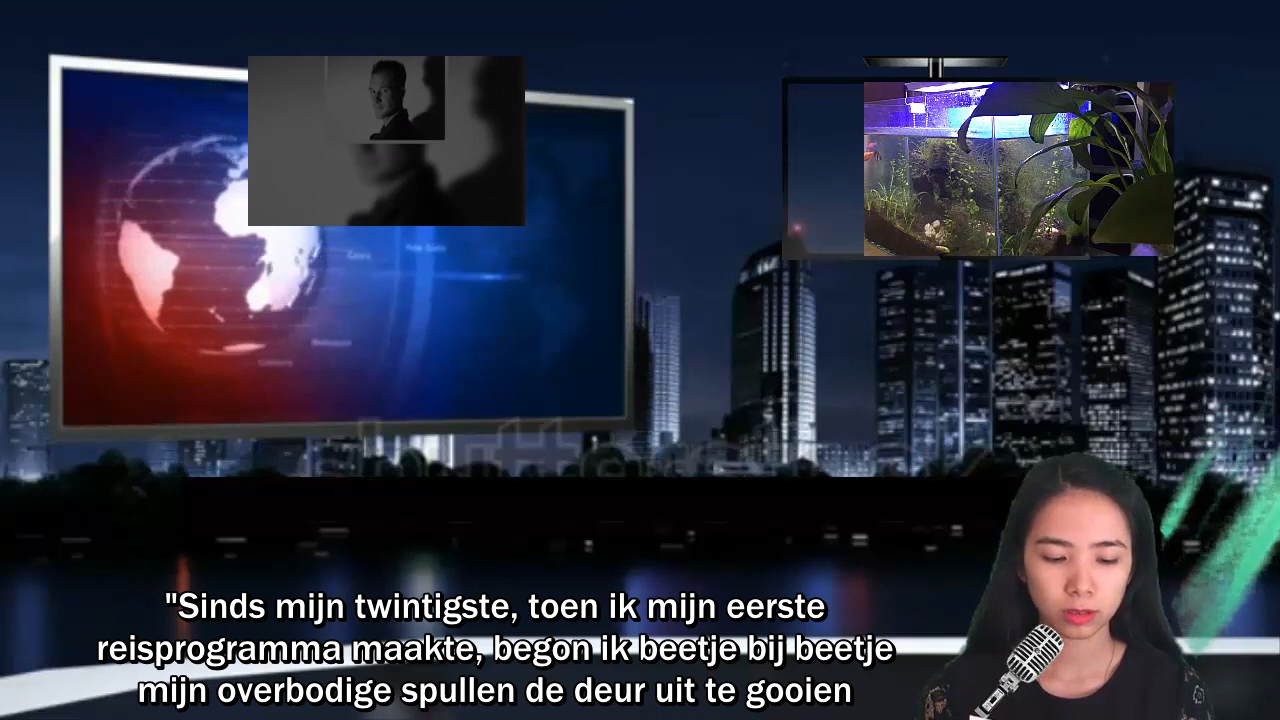 "Sinds mijn twintigste, toen ik mijn eerste
reisprogramma maakte, begon ik beetje bij beetje
mijn overbodige spullen de deur uit te gooien